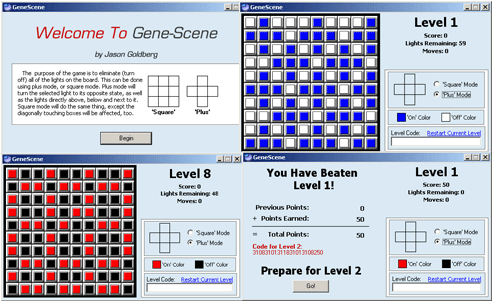 GeneScene
Welcome To Gene-Scene
by Jason Goldberg
The purpose of the game is to eliminate (turn
off) all of the lights on the board. This can be done
using plus mode, or square mode. Plus mode
will turn the selected light to its opposite state, as well
as the lights directly above, below and next to it.
Square mode will do the same thing, except the
diagonally touching boxes will be affected, too.
'Square'
'Plus'
Begin
GeneScene
Level 1
Score: 0
Lights Remaining: 59
Moves: 0
'Square' Mode
'Plus' Mode
'On' Color
'Off' Color
Level Code:
Restart Current Level
GeneScene
Level 8
Score: 0
Lights Remaining: 48
Moves: 0
'Square' Mode
'Plus' Mode
'On' Color
'Off' Color
Level Code:
Restart Current Level
GeneScene
You Have Beaten
Level 1!
Previous Points: 0
+ Points Earned: 50
= Total Points: 50
Code for Level 2:
3108310131183101310825​0
Prepare for Level 2
Go!
Level 1
Score: 50
Lights Remaining: 0
Moves: 0
'Square' Mode
'Plus' Mode
'On' Color
'Off' Color
Level Code:
Restart Current Level